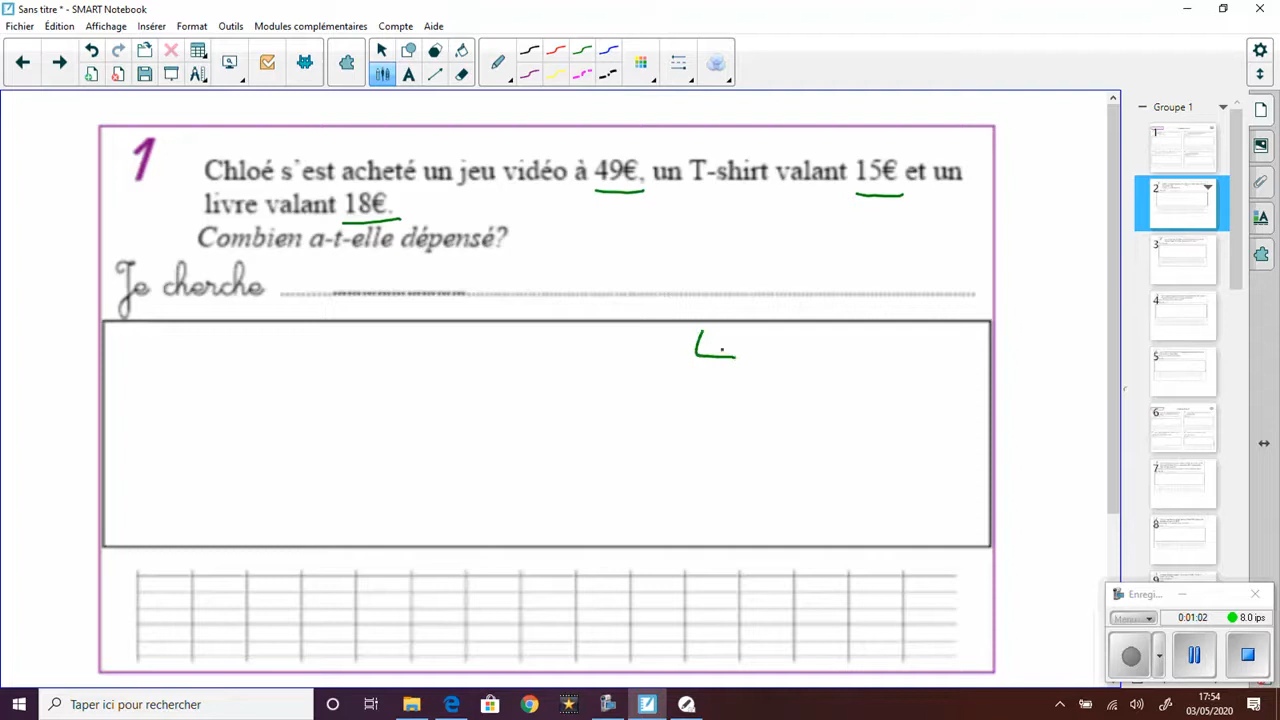 Sans titre * - SMART Notebook
Fichier Édition Affichage Insérer Format Outils Modules complémentaires Compte Aide
Groupe 1
1
Chloé s'est acheté un jeu vidéo à 49€, un T-shirt valant 15€ et un
livre valant 18€.
Combien a-t-elle dépensé?
Je cherche
1
2
3
4
5
6
7
8
9
Enregi...
Menu
0:01:02
8.0 ips
Taper ici pour rechercher
17:54
03/05/2020